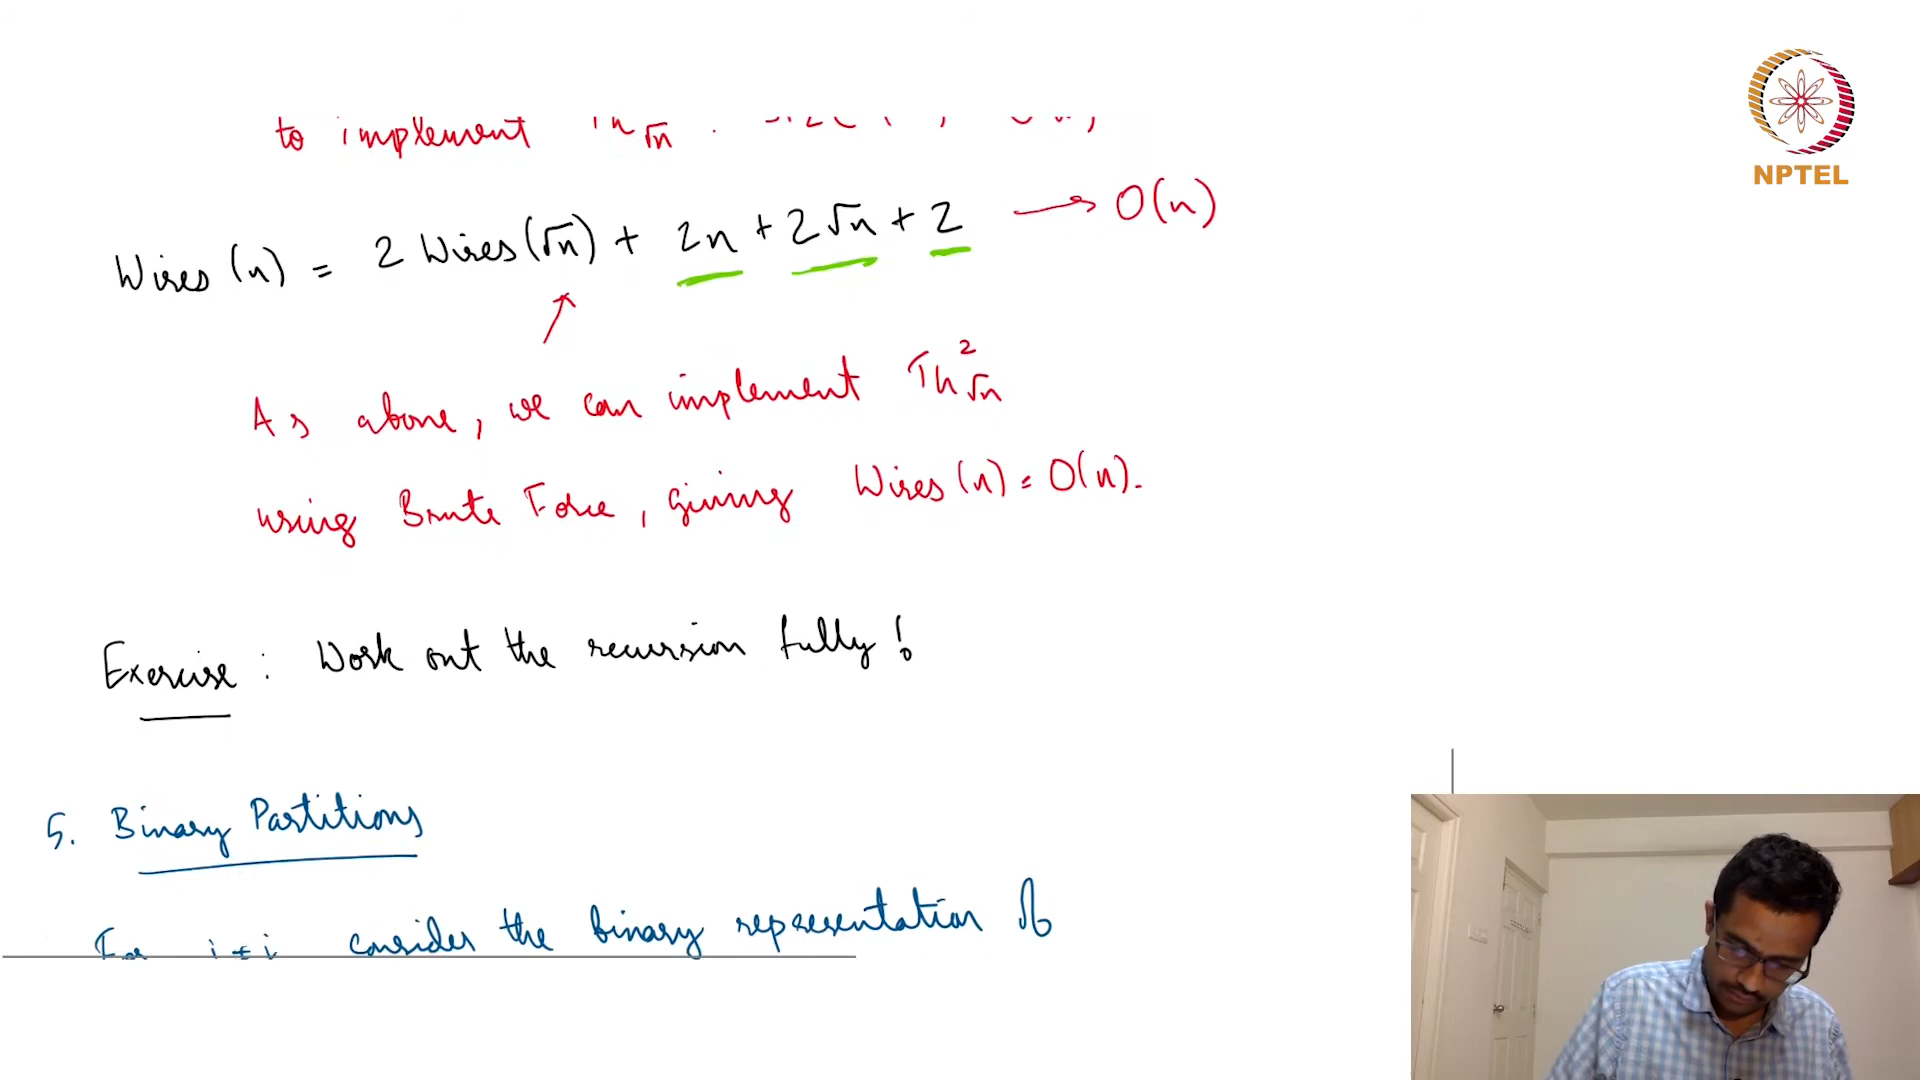 to implement
NPTEL
Wires (n) = 2 Wires (√n) + 2n + 2√n + 2 → O(n)
As above, we can implement Th²√n
using Brute Force, giving Wires (n) = O(n).
Exercise : Work out the recursion fully!
5. Binary Partitions
For i ≠ j consider the binary representation of